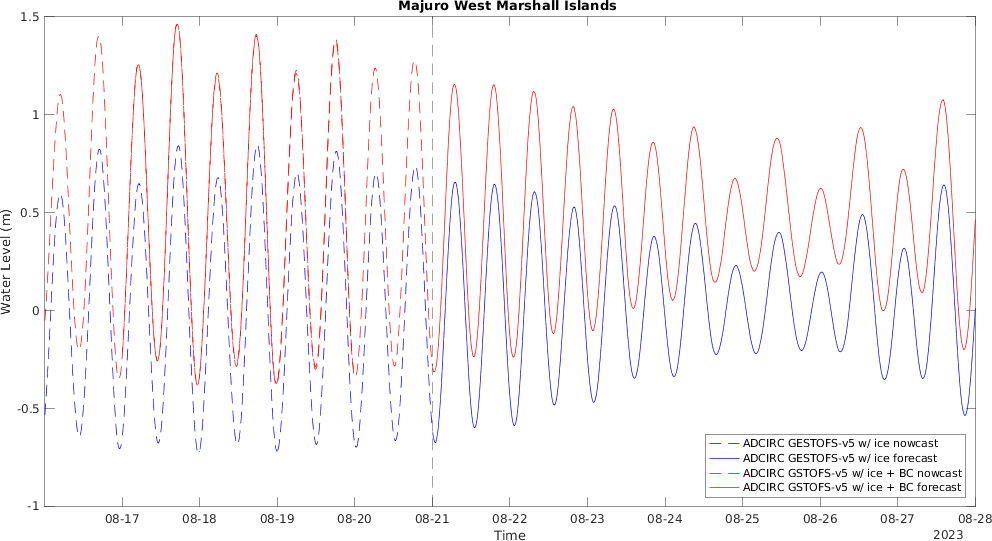 Majuro West Marshall Islands
1.5
1
0.5
0
-0.5
-1
Water Level (m)
ADCIRC GESTOFS-v5 w/ ice nowcast
ADCIRC GESTOFS-v5 w/ ice forecast
ADCIRC GSTOFS-v5 w/ ice + BC nowcast
ADCIRC GSTOFS-v5 w/ ice + BC forecast
08-17 08-18 08-19 08-20 08-21 08-22 08-23 08-24 08-25 08-26 08-27 08-28
Time
2023